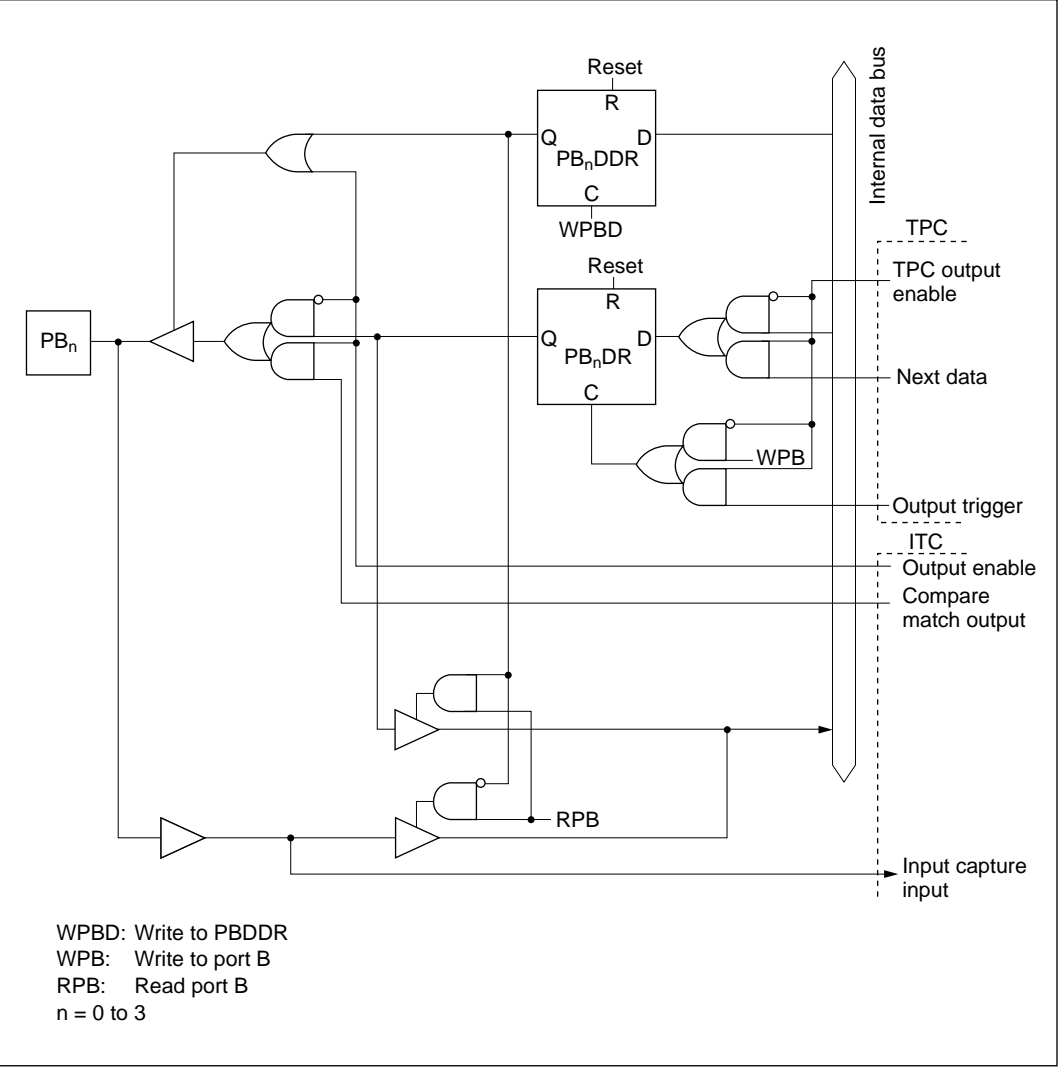 Reset
R
Q D
PBnDDR
C
WPBD
Internal data bus
TPC
TPC output
enable
Reset
R
PBn
Q D
PBnDR
C
Next data
WPB
Output trigger
ITC
Output enable
Compare
match output
RPB
Input capture
input
WPBD: Write to PBDDR
WPB: Write to port B
RPB: Read port B
n = 0 to 3